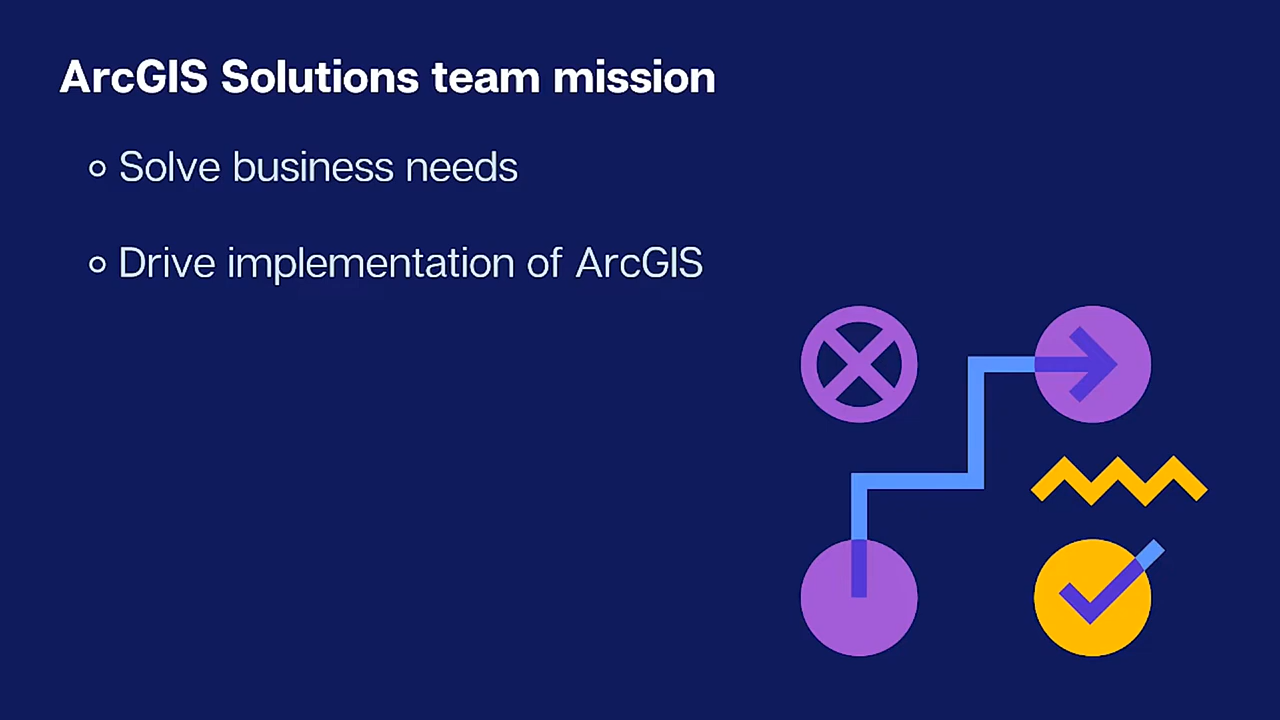 ArcGIS Solutions team mission
Solve business needs
Drive implementation of ArcGIS